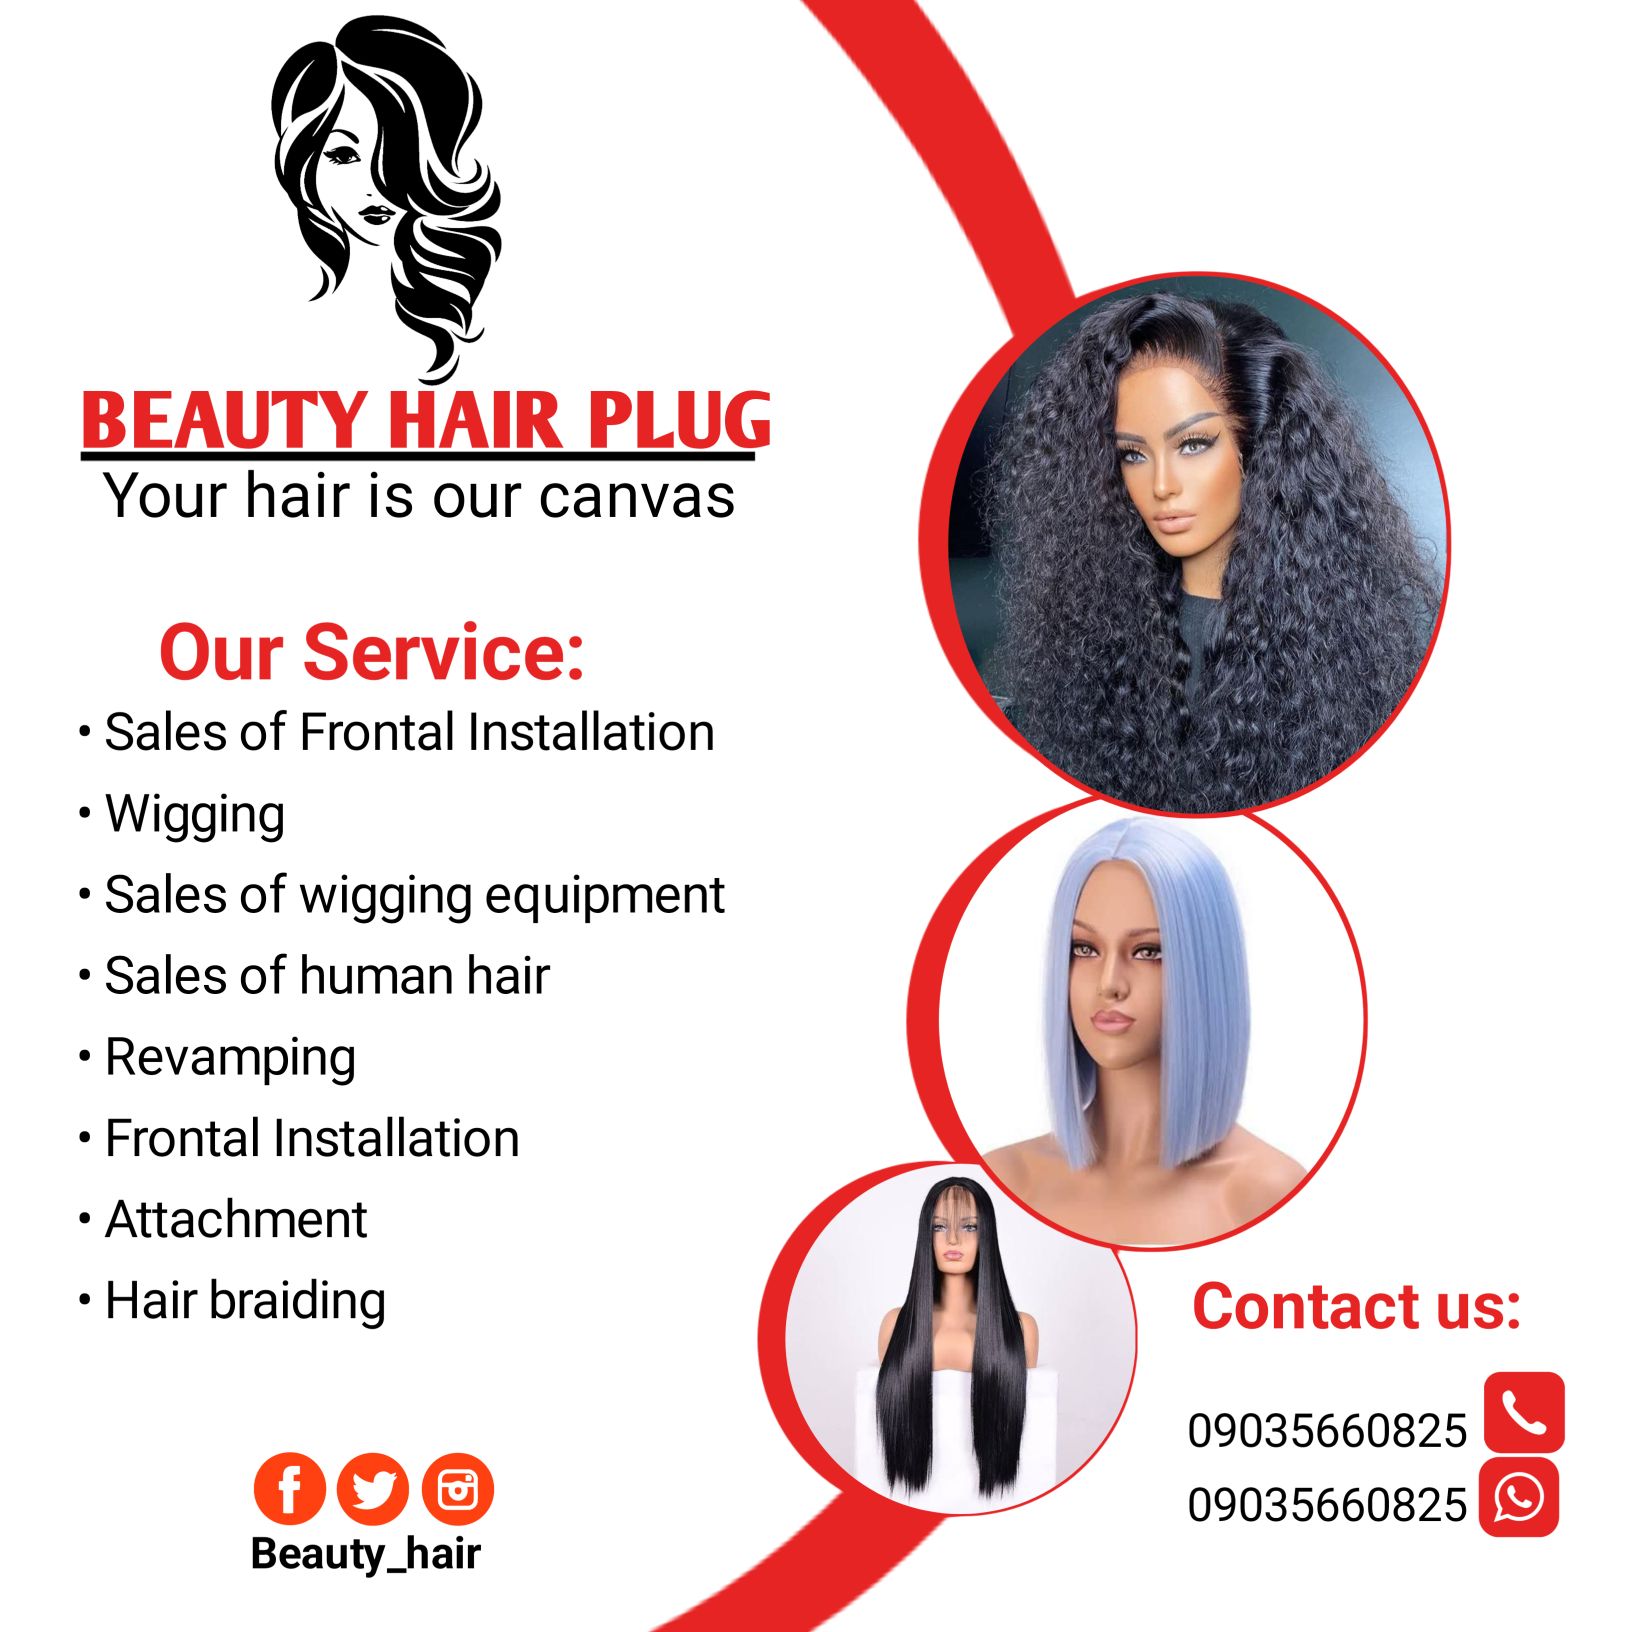 BEAUTY HAIR PLUG
Your hair is our canvas
Our Service:
• Sales of Frontal Installation
• Wigging
• Sales of wigging equipment
• Sales of human hair
• Revamping
• Frontal Installation
• Attachment
• Hair braiding
Beauty_hair
Contact us:
09035660825
09035660825